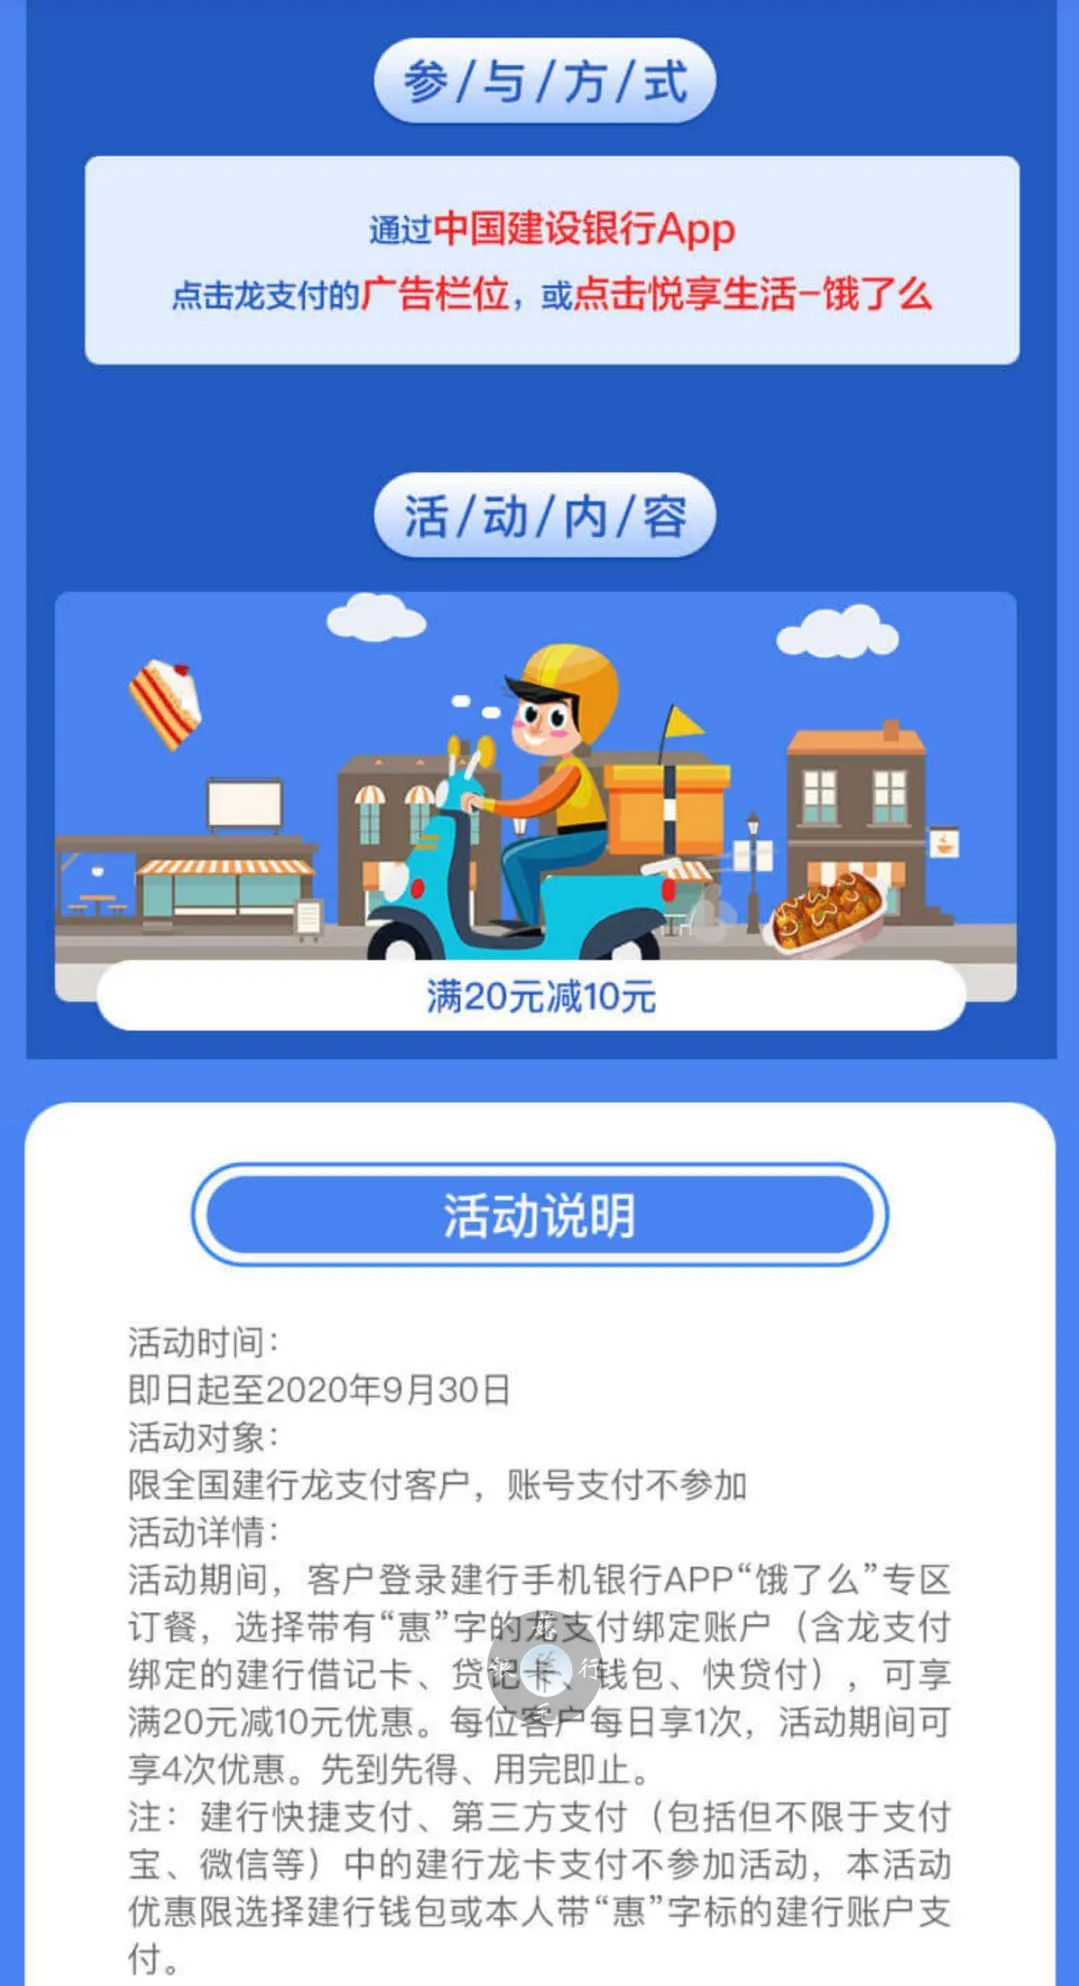 参/与/方/式
通过中国建设银行App
点击龙支付的广告栏位，或点击悦享生活-饿了么
活/动/内/容
满20元减10元
活动说明
活动时间：
即日起至2020年9月30日
活动对象：
限全国建行龙支付客户，账号支付不参加
活动详情：
活动期间，客户登录建行手机银行APP“饿了么”专区
订餐，选择带有“惠”字的龙支付绑定账户（含龙支付
绑定的建行借记卡、贷记卡、钱包、快贷付），可享
满20元减10元优惠。每位客户每日享1次，活动期间可
享4次优惠。先到先得、用完即止。
注：建行快捷支付、第三方支付（包括但不限于支付
宝、微信等）中的建行龙卡支付不参加活动，本活动
优惠限选择建行钱包或本人带“惠”字标的建行账户支
付。